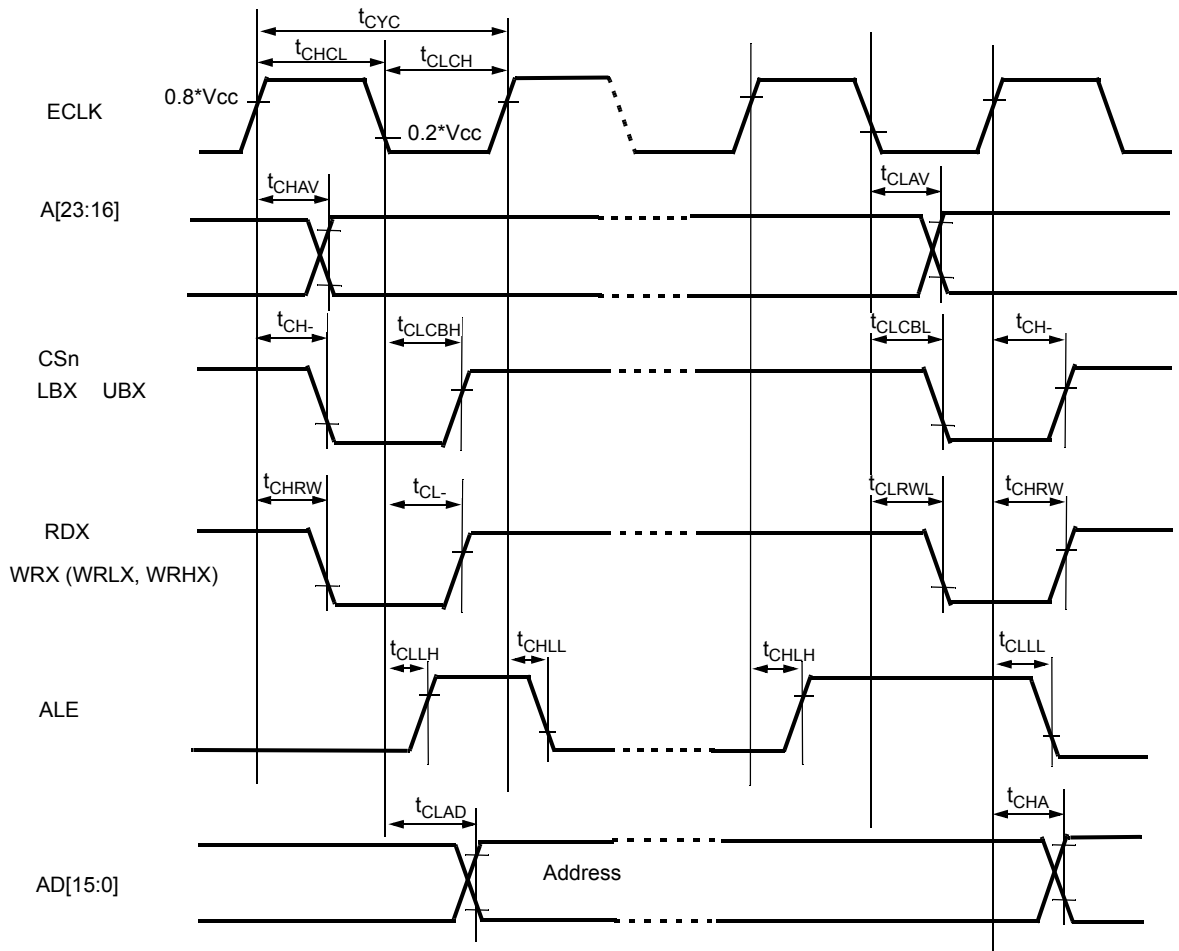 tCYC
tCHCL
tCLCH
0.8*Vcc
ECLK
0.2*Vcc
tCHAV
tCLAV
A[23:16]
tCH-
tCLCBH
tCLCBL
tCH-
CSn
LBX UBX
tCHRW
tCL-
tCLRWL
tCHRW
RDX
WRX (WRLX, WRHX)
tCLLH
tCHLL
tCHLH
tCLLL
ALE
tCLAD
tCHA
Address
AD[15:0]